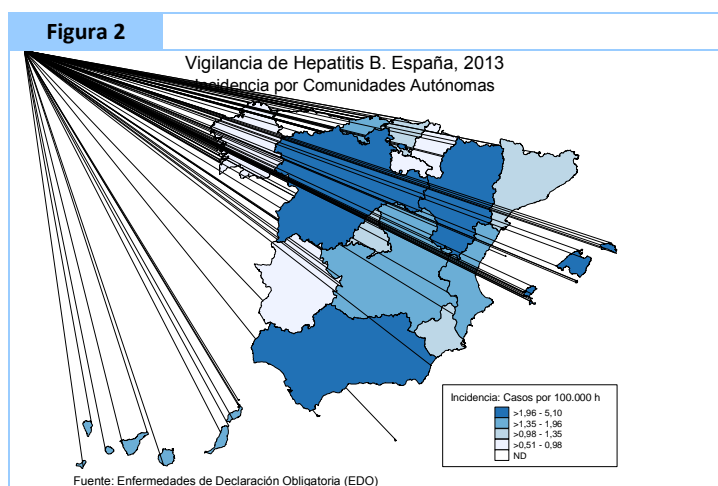 Figura 2
Vigilancia de Hepatitis B. España, 2013
Incidencia por Comunidades Autónomas
Incidencia: Casos por 100.000 h
>1,96 - 5,10
>1,35 - 1,96
>0,98 - 1,35
>0,51 - 0,98
ND
Fuente: Enfermedades de Declaración Obligatoria (EDO)